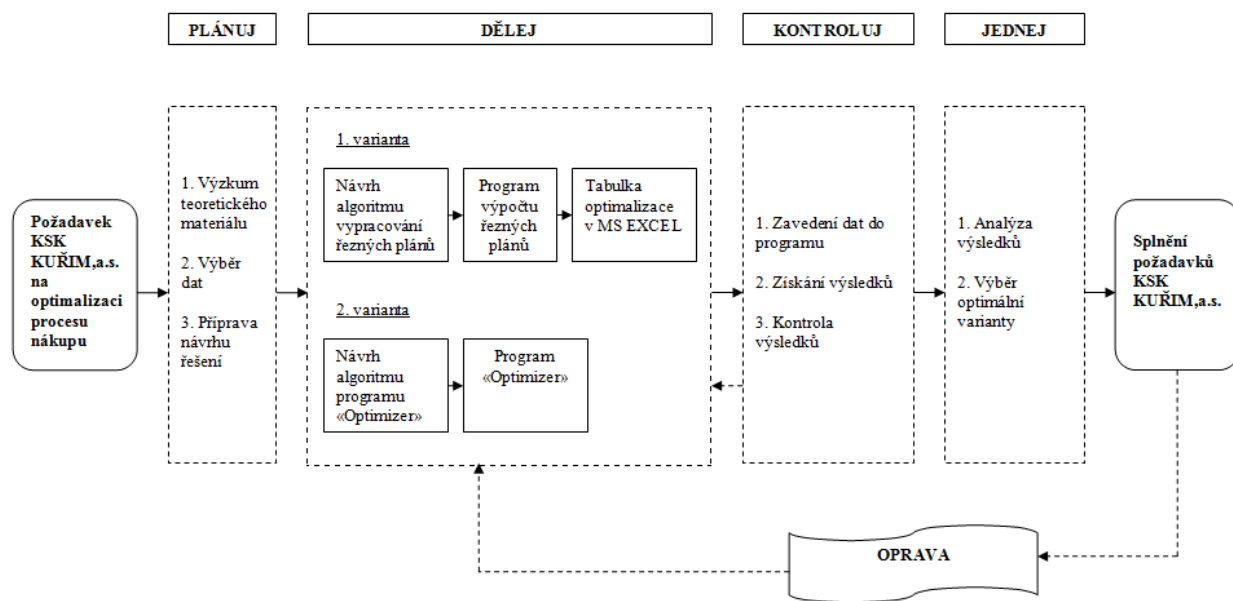 PLÁNUJ
DĚLEJ
KONTROLUJ
JEDNEJ
Požadavek
KSK
KUŘIM,a.s.
na
optimalizaci
procesu
nákupu
1. Výzkum
teoretického
materiálu
2. Výběr
dat
3. Příprava
návrhu
řešení
1. varianta
Návrh
algoritmu
vypracování
řezných plánů
Program
výpočtu
řezných
plánů
Tabulka
optimalizace
v MS EXCEL
2. varianta
Návrh
algoritmu
programu
«Optimizer»
Program
«Optimizer»
1. Zavedení dat do
programu
2. Získání výsledků
3. Kontrola
výsledků
1. Analýza
výsledků
2. Výběr
optimální
varianty
Splnění
požadavků
KSK
KUŘIM,a.s.
OPRAVA